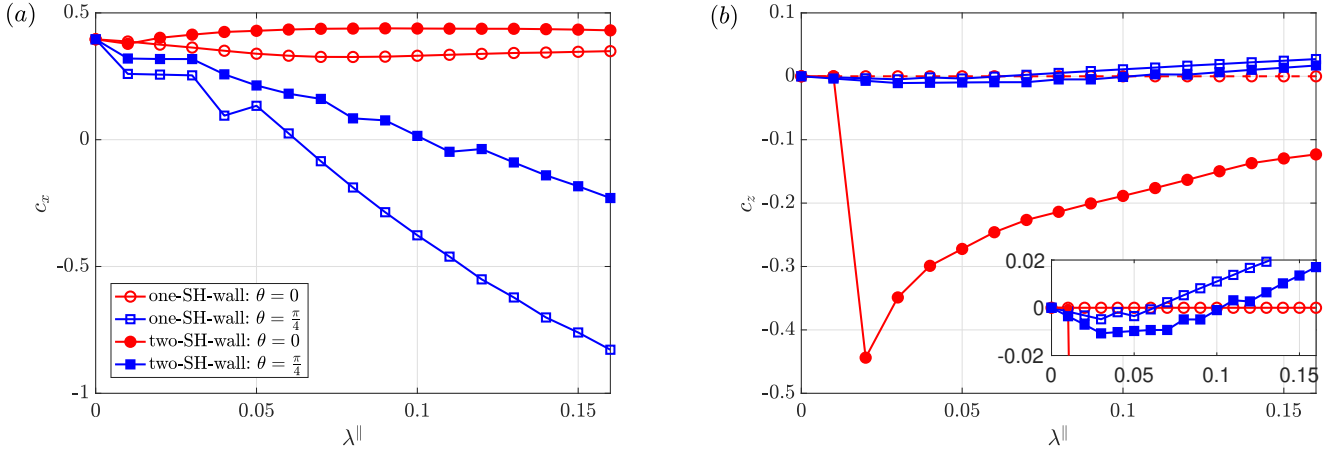 (a)
0.5
0
-0.5
-1
c_x
one-SH-wall: θ = 0
one-SH-wall: θ = π/4
two-SH-wall: θ = 0
two-SH-wall: θ = π/4
0 0.05 0.1 0.15
λ^∥
(b)
0.1
0
-0.1
-0.2
-0.3
-0.4
-0.5
c_z
0.02
0
-0.02
0 0.05 0.1 0.15
0 0.05 0.1 0.15
λ^∥